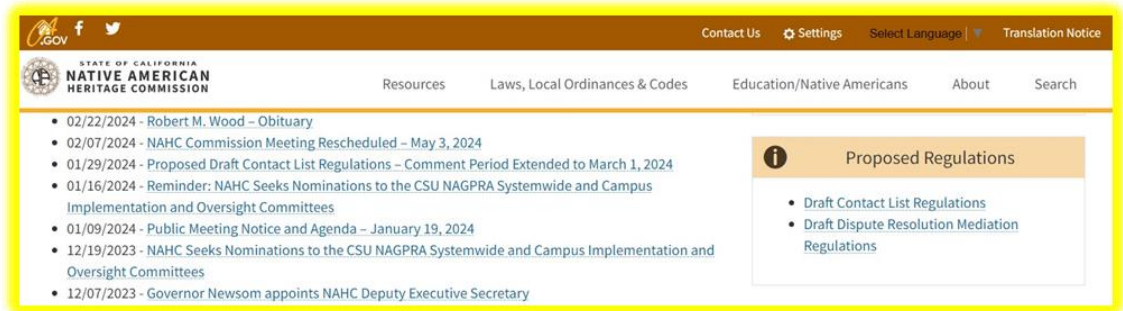 CA.GOV
Contact Us Settings Select Language ▼ Translation Notice
STATE OF CALIFORNIA
NATIVE AMERICAN
HERITAGE COMMISSION
Resources Laws, Local Ordinances & Codes Education/Native Americans About Search
• 02/22/2024 - Robert M. Wood – Obituary
• 02/07/2024 - NAHC Commission Meeting Rescheduled – May 3, 2024
• 01/29/2024 - Proposed Draft Contact List Regulations – Comment Period Extended to March 1, 2024
• 01/16/2024 - Reminder: NAHC Seeks Nominations to the CSU NAGPRA Systemwide and Campus
Implementation and Oversight Committees
• 01/09/2024 - Public Meeting Notice and Agenda – January 19, 2024
• 12/19/2023 - NAHC Seeks Nominations to the CSU NAGPRA Systemwide and Campus Implementation and
Oversight Committees
• 12/07/2023 - Governor Newsom appoints NAHC Deputy Executive Secretary
Proposed Regulations
• Draft Contact List Regulations
• Draft Dispute Resolution Mediation
Regulations